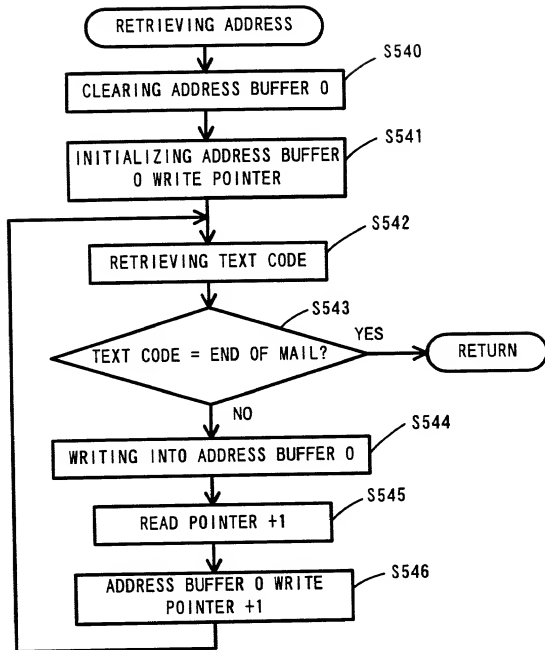 RETRIEVING ADDRESS
S540
CLEARING ADDRESS BUFFER 0
S541
INITIALIZING ADDRESS BUFFER
0 WRITE POINTER
S542
RETRIEVING TEXT CODE
S543
TEXT CODE = END OF MAIL?
YES
RETURN
NO
S544
WRITING INTO ADDRESS BUFFER 0
S545
READ POINTER +1
S546
ADDRESS BUFFER 0 WRITE
POINTER +1